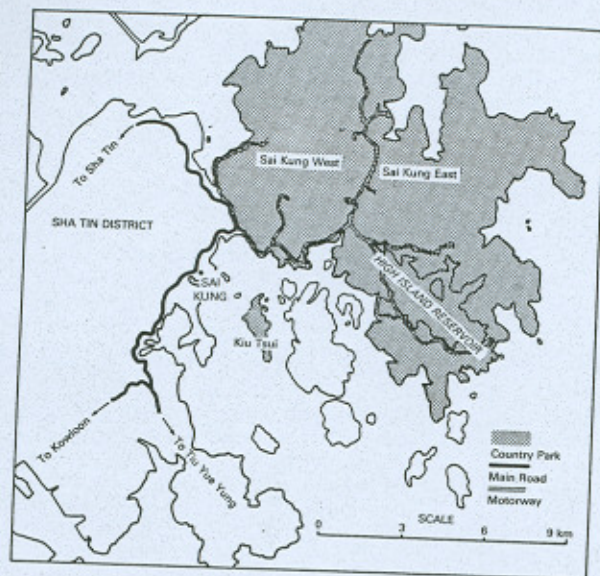 To Sha Tin
Sai Kung West
Sai Kung East
SHA TIN DISTRICT
SAI
KUNG
HIGH ISLAND RESERVOIR
Kiu Tsui
To Kowloon
To Tiu Yue Yung
Country Park
Main Road
Motorway
SCALE
0 3 6 9 km